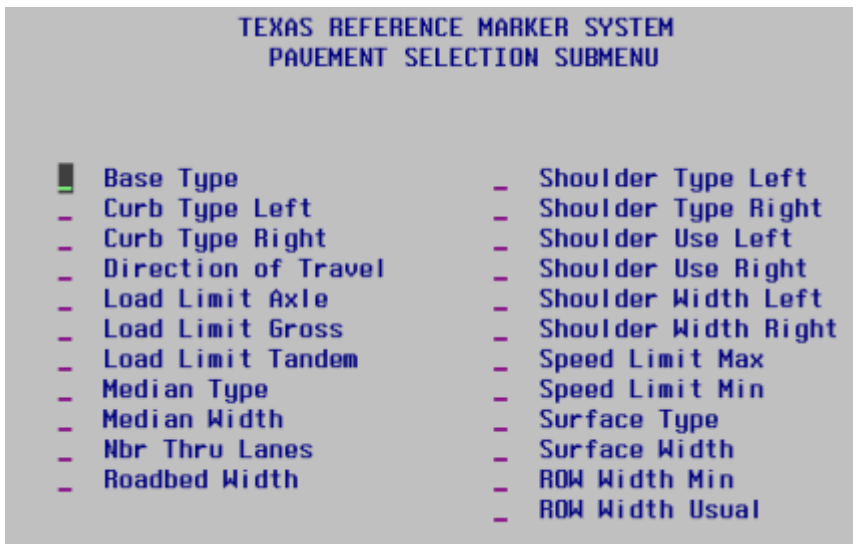 TEXAS REFERENCE MARKER SYSTEM
PAVEMENT SELECTION SUBMENU
_ Base Type
_ Curb Type Left
_ Curb Type Right
_ Direction of Travel
_ Load Limit Axle
_ Load Limit Gross
_ Load Limit Tandem
_ Median Type
_ Median Width
_ Nbr Thru Lanes
_ Roadbed Width
_ Shoulder Type Left
_ Shoulder Type Right
_ Shoulder Use Left
_ Shoulder Use Right
_ Shoulder Width Left
_ Shoulder Width Right
_ Speed Limit Max
_ Speed Limit Min
_ Surface Type
_ Surface Width
_ ROW Width Min
_ ROW Width Usual